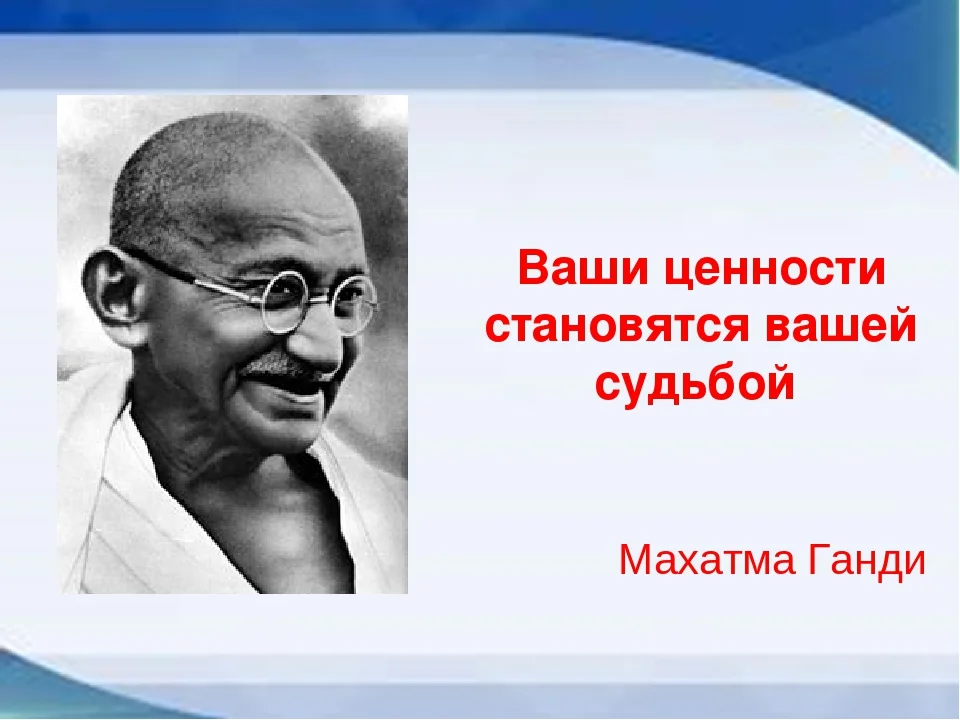 Ваши ценности
становятся вашей
судьбой
Махатма Ганди